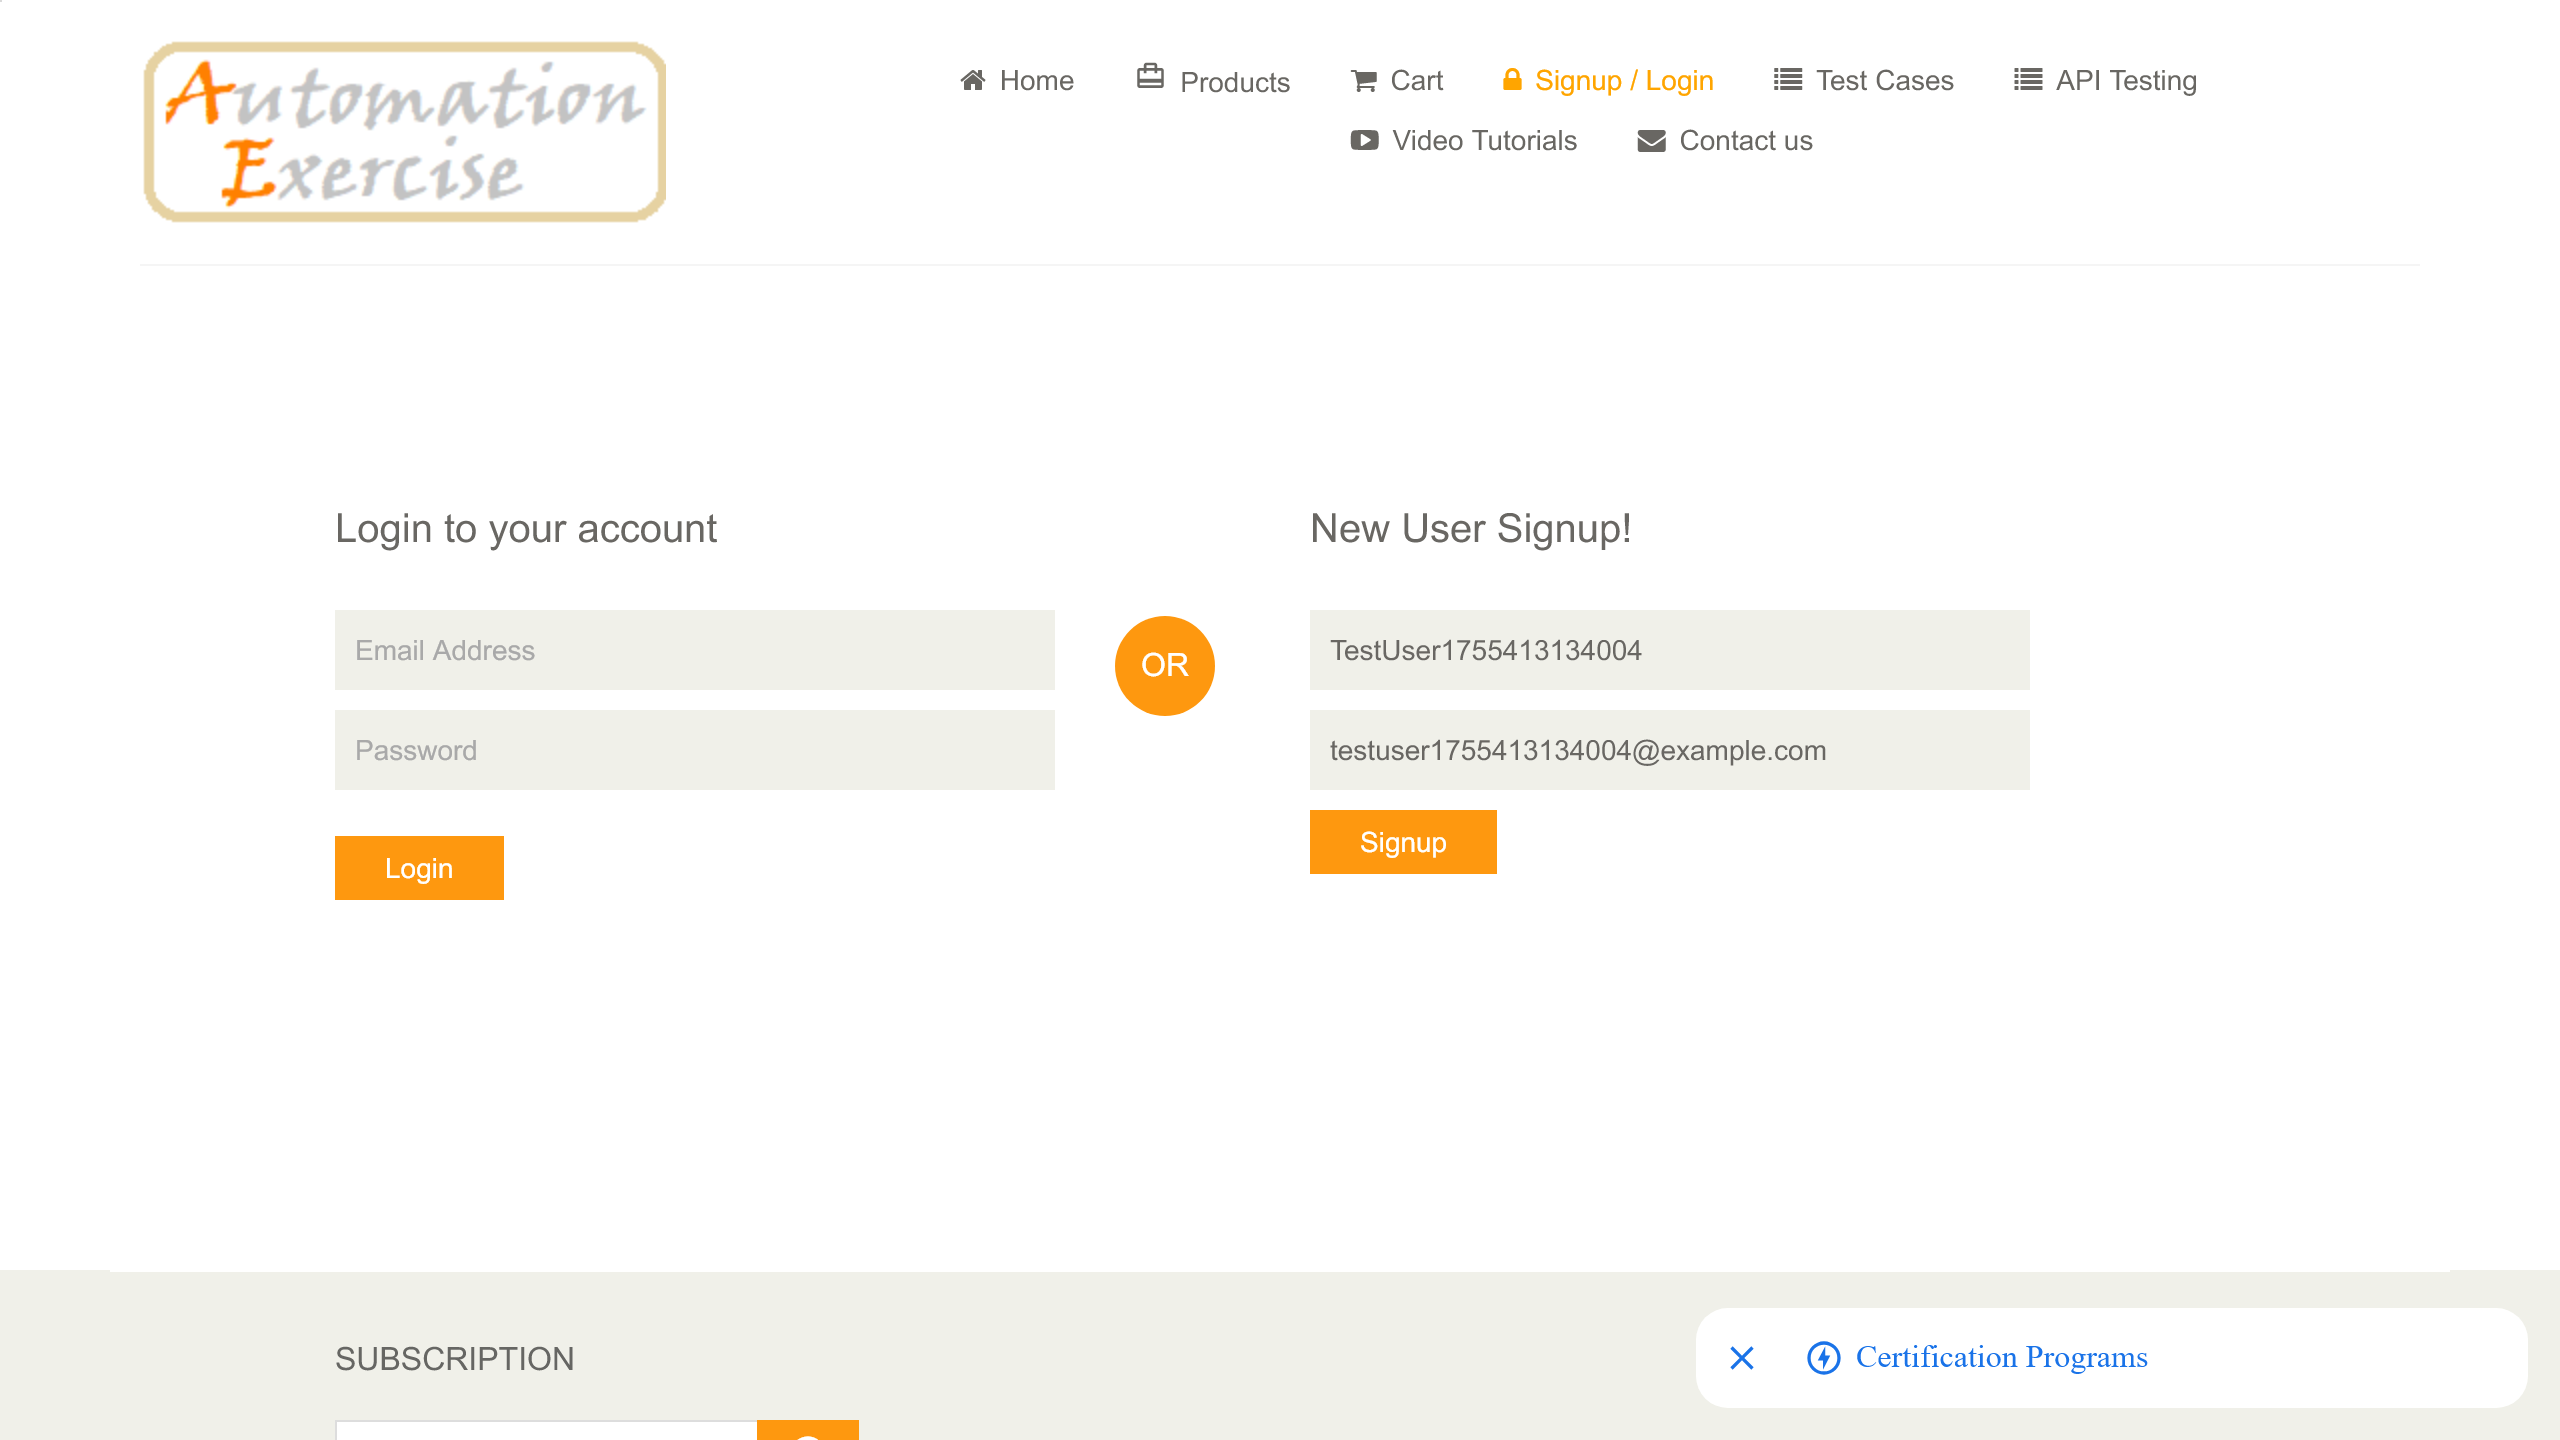 Automation
Exercise
Home
Products
Cart
Signup / Login
Test Cases
API Testing
Video Tutorials
Contact us
Login to your account
New User Signup!
Email Address
OR
TestUser1755413134004
Password
testuser1755413134004@example.com
Login
Signup
SUBSCRIPTION
Certification Programs